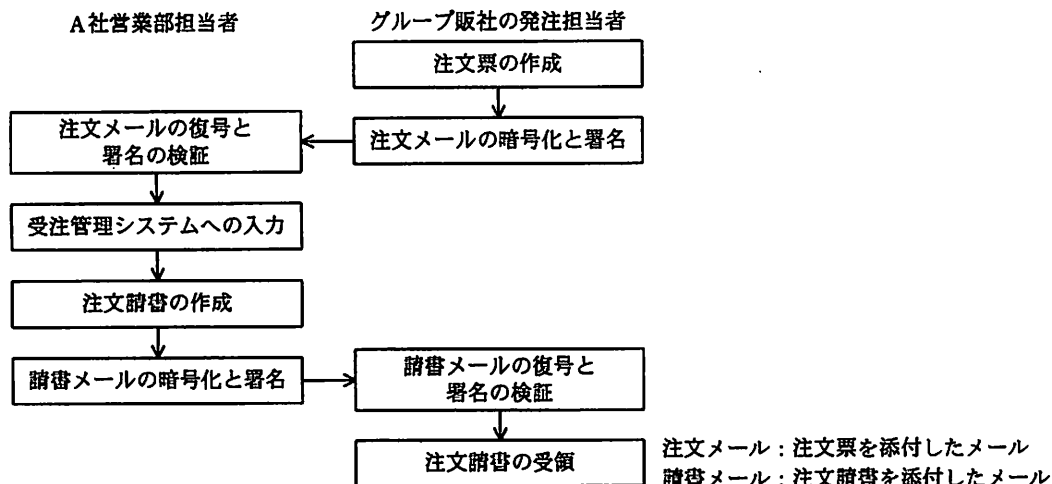 A社営業部担当者
グループ販社の発注担当者
注文票の作成
注文メールの暗号化と署名
注文メールの復号と
署名の検証
受注管理システムへの入力
注文請書の作成
請書メールの暗号化と署名
請書メールの復号と
署名の検証
注文請書の受領
注文メール：注文票を添付したメール
請書メール：注文請書を添付したメール